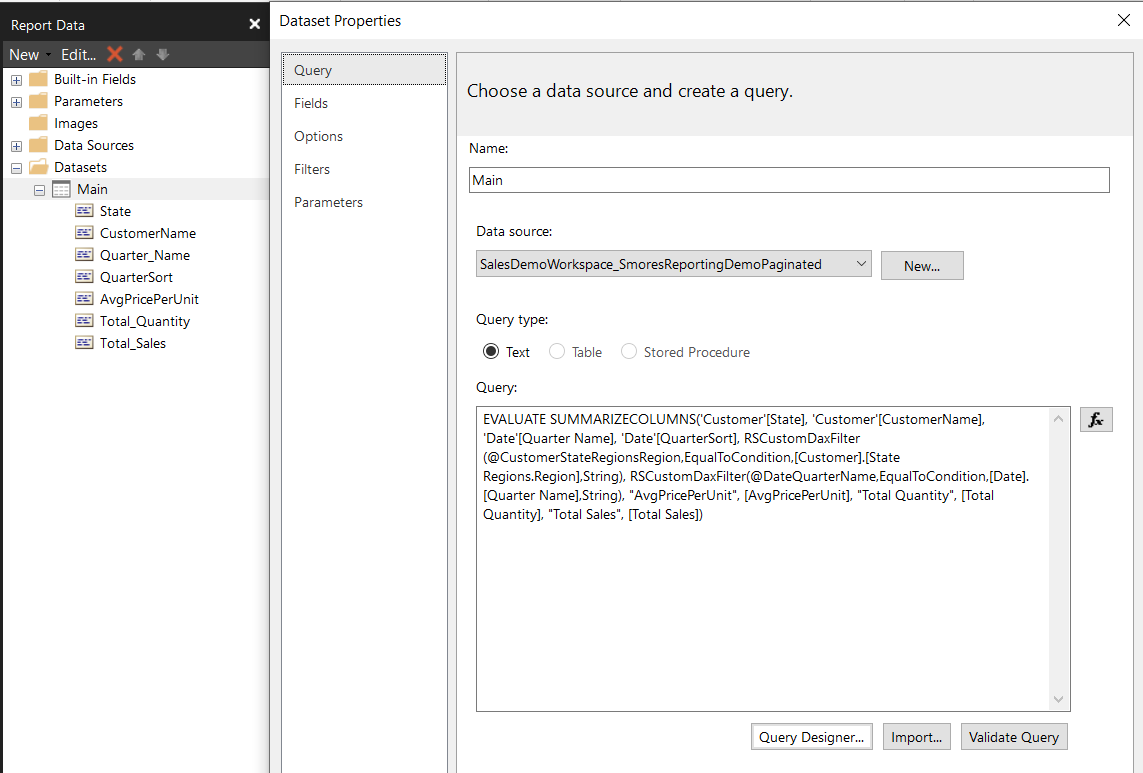 Report Data
New
Edit...
Built-in Fields
Parameters
Images
Data Sources
Datasets
Main
State
CustomerName
Quarter_Name
QuarterSort
AvgPricePerUnit
Total_Quantity
Total_Sales
Dataset Properties
Query
Fields
Options
Filters
Parameters
Choose a data source and create a query.
Name:
Main
Data source:
SalesDemoWorkspace_SmoresReportingDemoPaginated
New...
Query type:
Text
Table
Stored Procedure
Query:
EVALUATE SUMMARIZECOLUMNS('Customer'[State], 'Customer'[CustomerName],
'Date'[Quarter Name], 'Date'[QuarterSort], RSCustomDaxFilter
(@CustomerStateRegionsRegion,EqualToCondition,[Customer].[State
Regions.Region],String), RSCustomDaxFilter(@DateQuarterName,EqualToCondition,[Date].
[Quarter Name],String), "AvgPricePerUnit", [AvgPricePerUnit], "Total Quantity", [Total
Quantity], "Total Sales", [Total Sales])
fx
Query Designer...
Import...
Validate Query